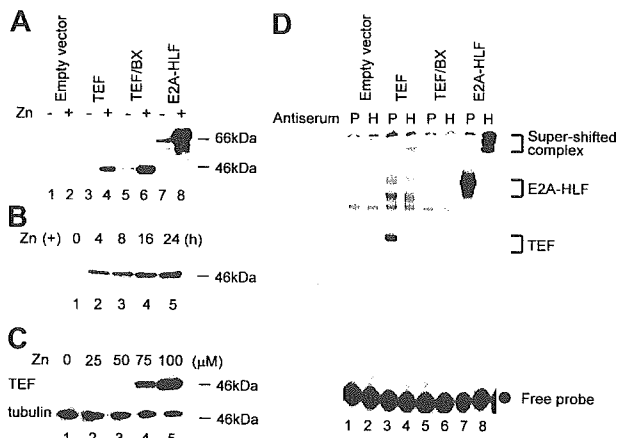 A
Empty vector
TEF
TEF/BX
E2A-HLF
Zn - + - + - + - +
66kDa
46kDa
1 2 3 4 5 6 7 8
B
Zn (+) 0 4 8 16 24 (h)
46kDa
1 2 3 4 5
C
Zn 0 25 50 75 100 (μM)
TEF 46kDa
tubulin 46kDa
1 2 3 4 5
D
Empty vector
TEF
TEF/BX
E2A-HLF
Antiserum P H P H P H P H
Super-shifted
complex
E2A-HLF
TEF
Free probe
1 2 3 4 5 6 7 8